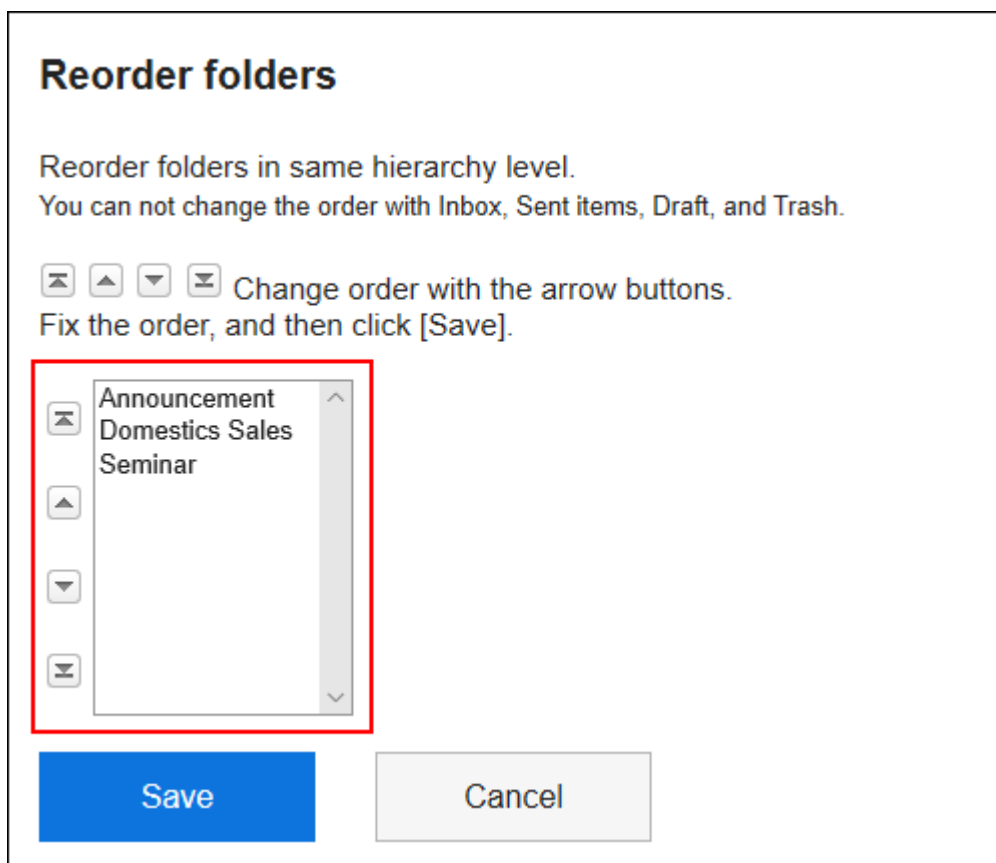 Reorder folders
Reorder folders in same hierarchy level.
You can not change the order with Inbox, Sent items, Draft, and Trash.
Change order with the arrow buttons.
Fix the order, and then click [Save].
Announcement
Domestics Sales
Seminar
Save
Cancel